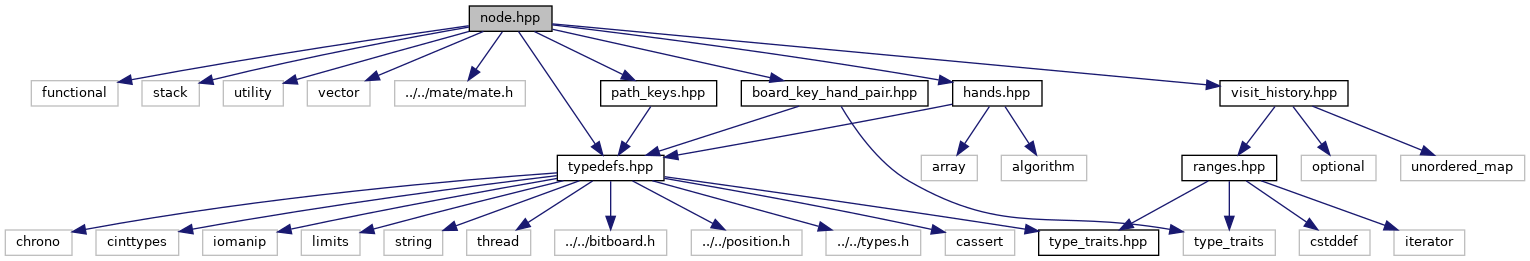 node.hpp
functional
stack
utility
vector
../../mate/mate.h
path_keys.hpp
board_key_hand_pair.hpp
hands.hpp
visit_history.hpp
typedefs.hpp
array
algorithm
ranges.hpp
optional
unordered_map
chrono
cinttypes
iomanip
limits
string
thread
../../bitboard.h
../../position.h
../../types.h
cassert
type_traits.hpp
type_traits
cstddef
iterator